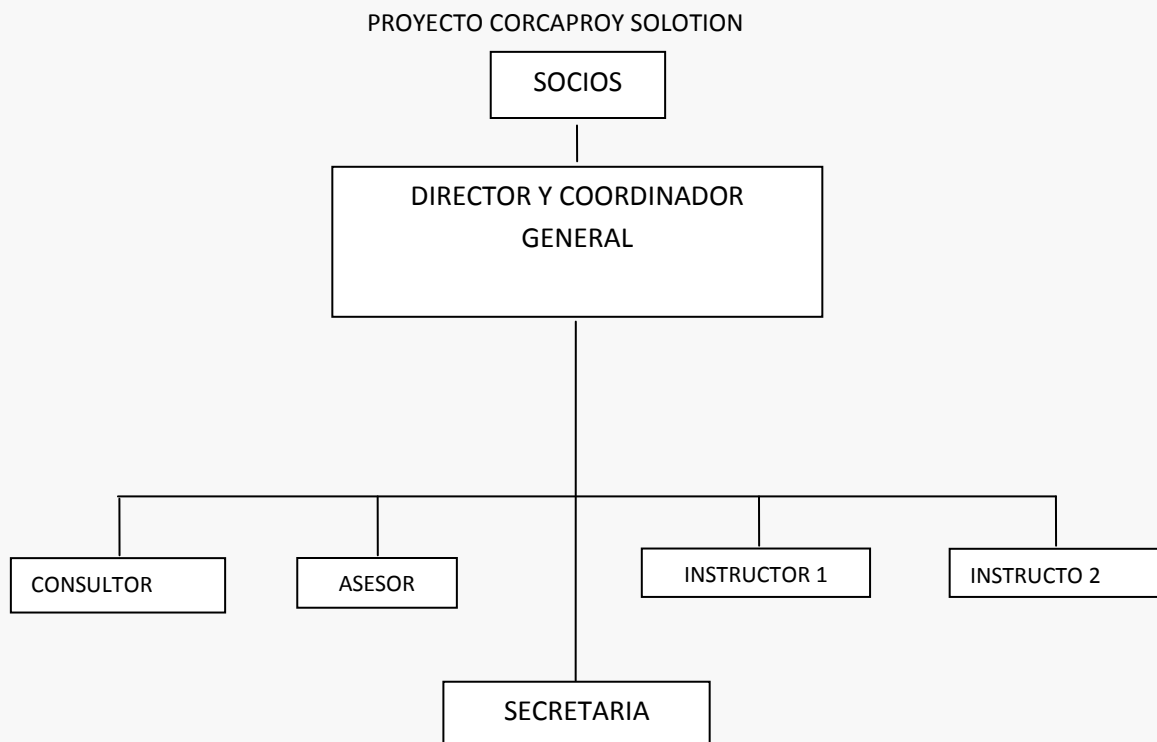 PROYECTO CORCAPROY SOLOTION
SOCIOS
DIRECTOR Y COORDINADOR
GENERAL
CONSULTOR
ASESOR
INSTRUCTOR 1
INSTRUCTO 2
SECRETARIA